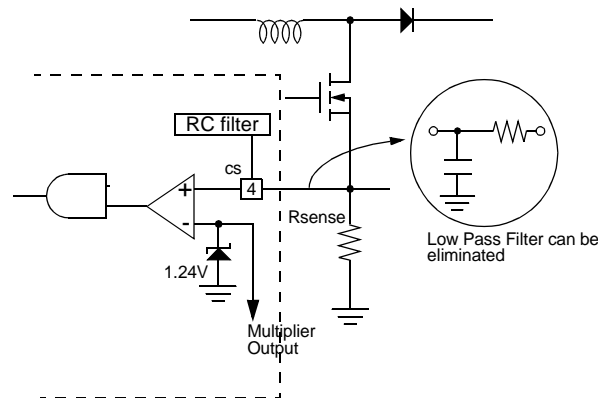 RC filter
cs
4
+
-
Rsense
1.24V
Multiplier
Output
Low Pass Filter can be
eliminated